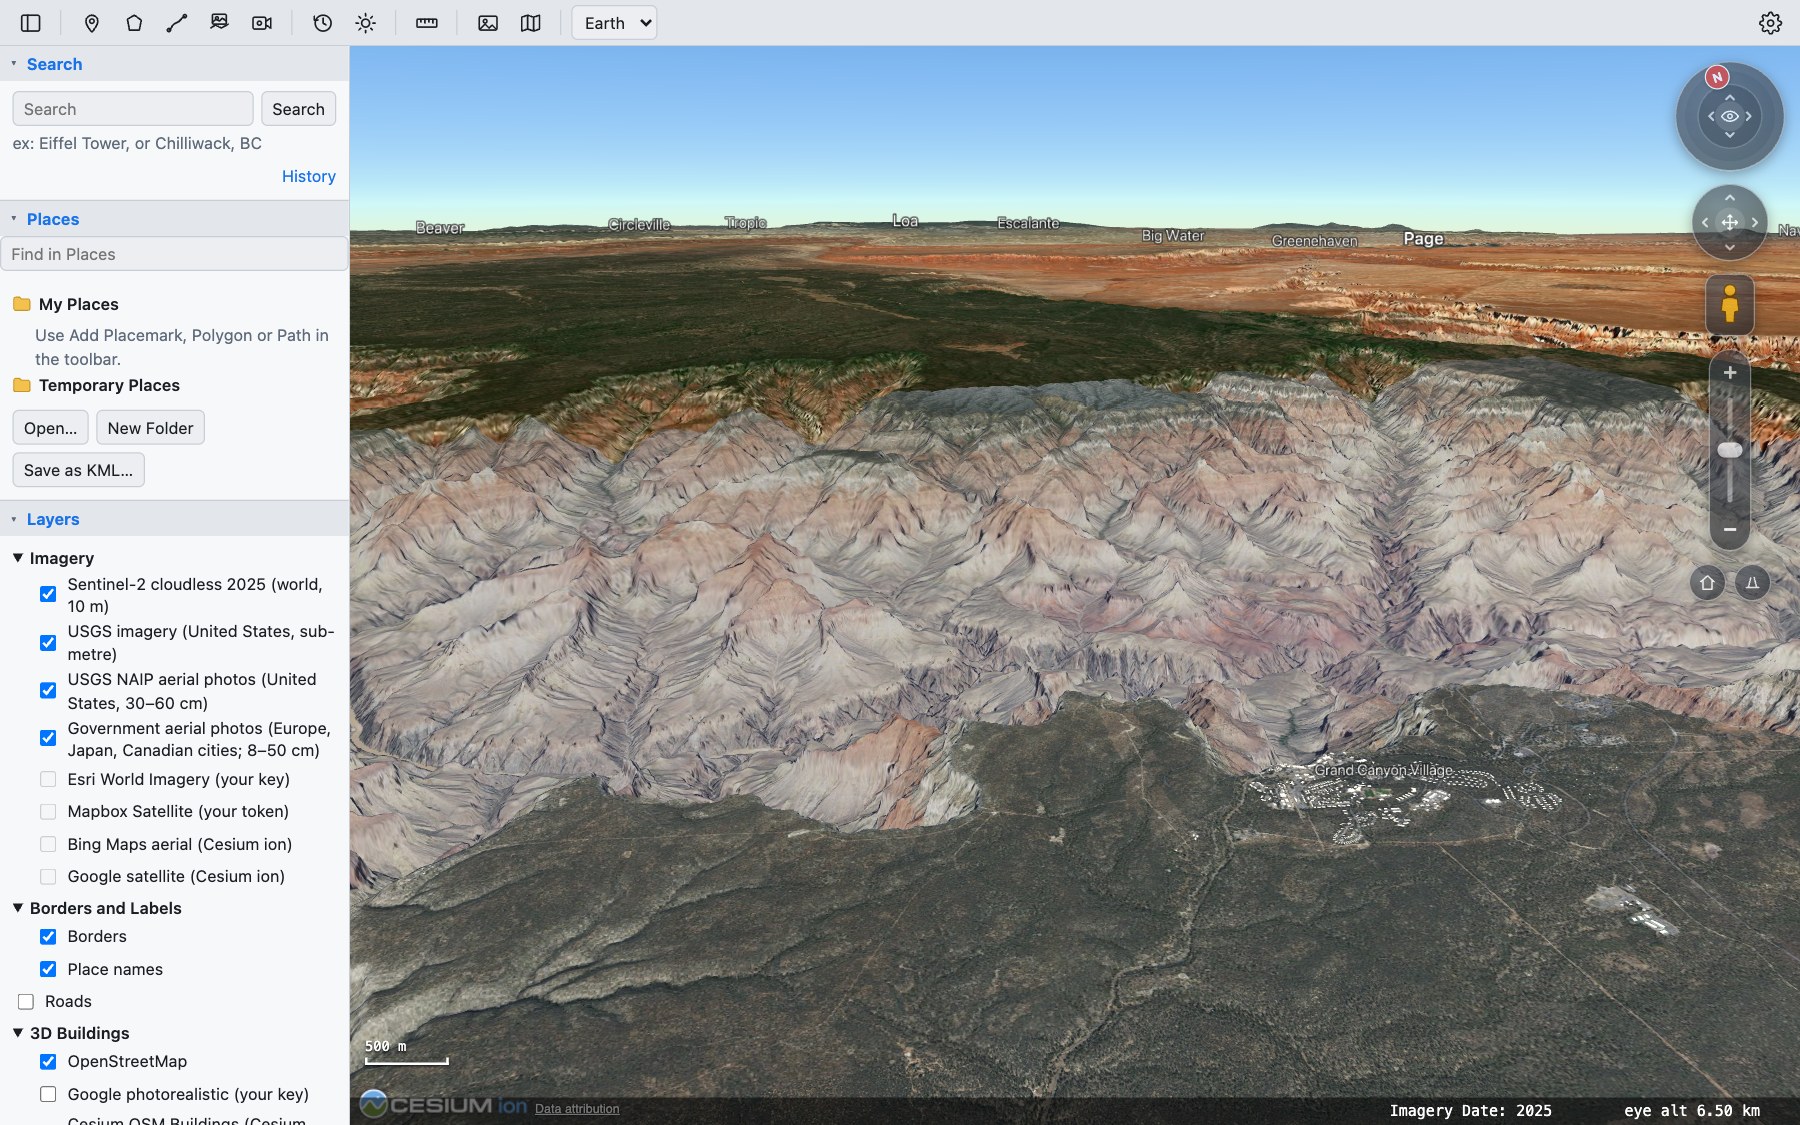 Earth
Search
Search
Search
ex: Eiffel Tower, or Chilliwack, BC
History
Places
Find in Places
My Places
Use Add Placemark, Polygon or Path in
the toolbar.
Temporary Places
Open...
New Folder
Save as KML...
Layers
Imagery
Sentinel-2 cloudless 2025 (world,
10 m)
USGS imagery (United States, sub-
metre)
USGS NAIP aerial photos (United
States, 30–60 cm)
Government aerial photos (Europe,
Japan, Canadian cities; 8–50 cm)
Esri World Imagery (your key)
Mapbox Satellite (your token)
Bing Maps aerial (Cesium ion)
Google satellite (Cesium ion)
Borders and Labels
Borders
Place names
Roads
3D Buildings
OpenStreetMap
Google photorealistic (your key)
Cesium OSM Buildings (Cesium
N
Beaver
Circleville
Tropic
Loa
Escalante
Big Water
Greenehaven
Page
Nav
Grand Canyon Village
500 m
CESIUM ion
Data attribution
Imagery Date: 2025
eye alt 6.50 km